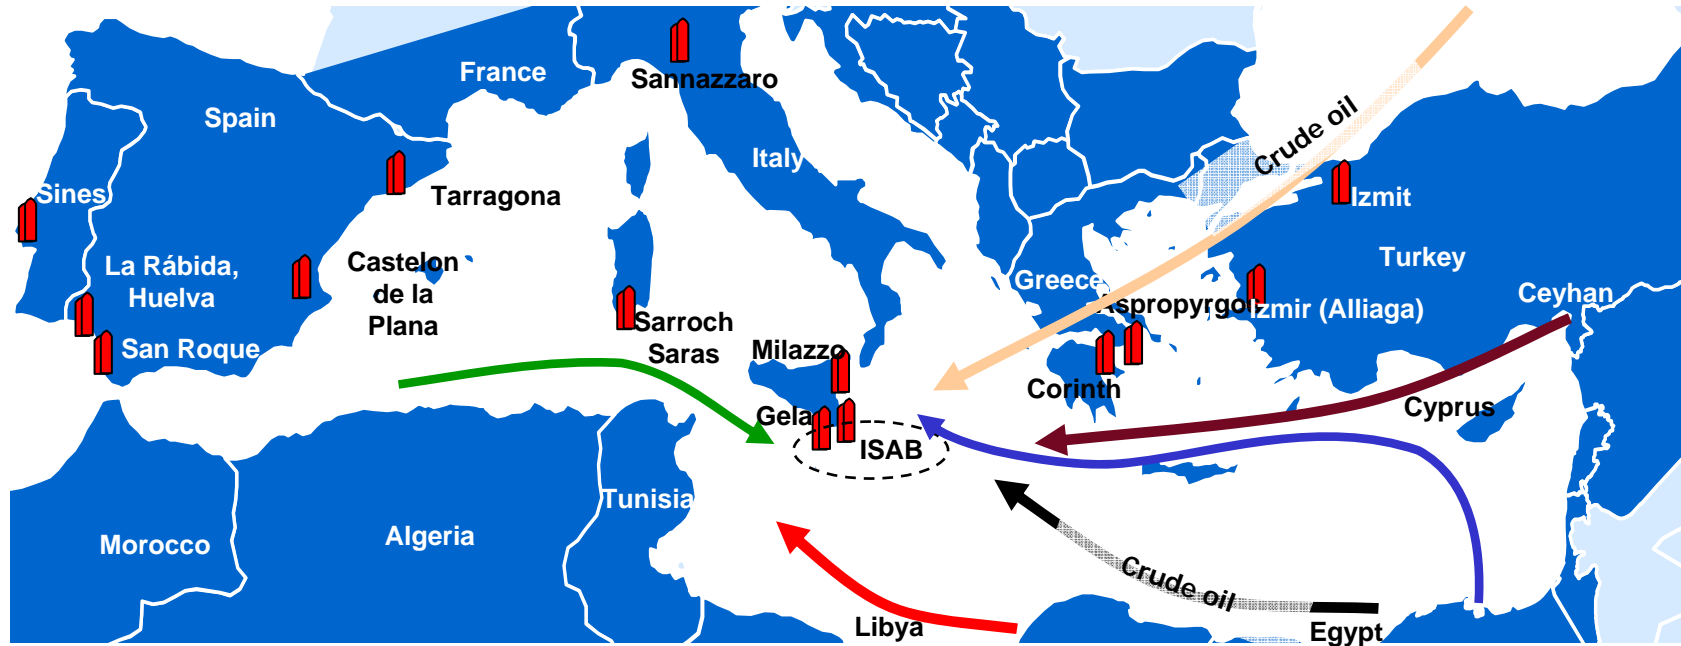 France
Sannazzaro
Spain
Crude oil
Italy
Sines
Tarragona
Izmit
La Rábida,
Huelva
Castelon
de la
Plana
Greece
Turkey
Aspropyrgou
Izmir (Alliaga)
Ceyhan
San Roque
Sarroch
Saras
Milazzo
Corinth
Cyprus
Gela
ISAB
Tunisia
Morocco
Algeria
Crude oil
Libya
Egypt